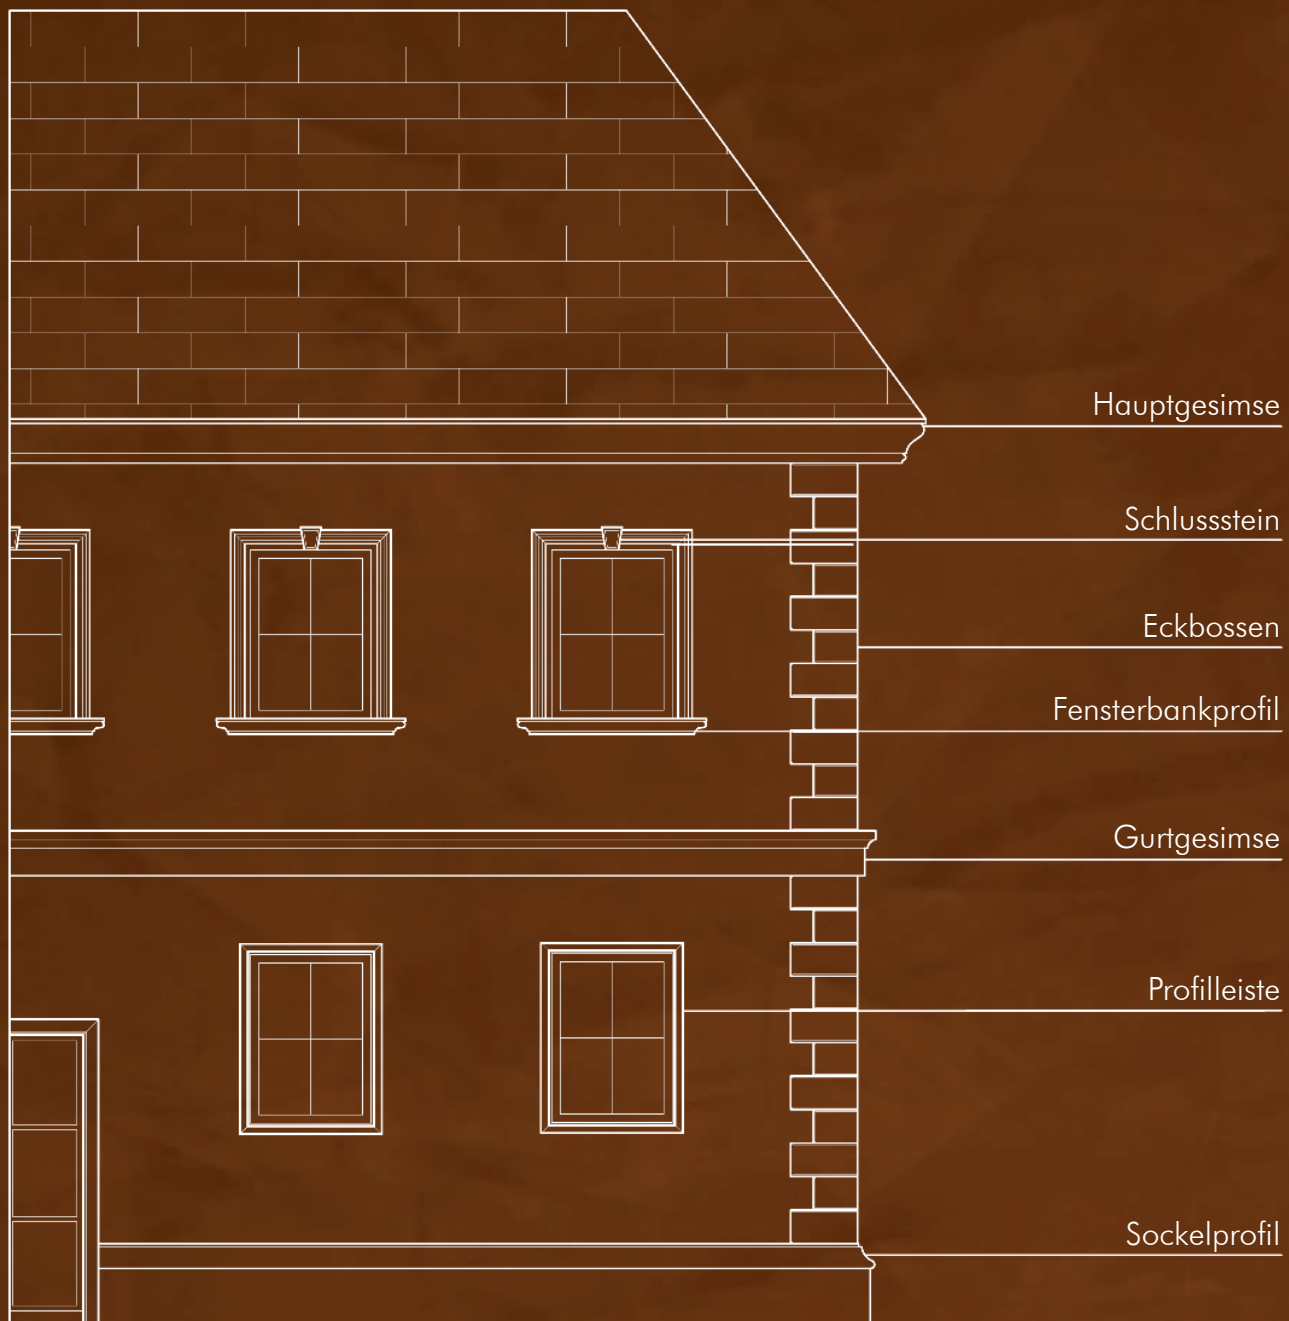 Hauptgesimse
Schlussstein
Eckbossen
Fensterbankprofil
Gurtgesimse
Profilleiste
Sockelprofil